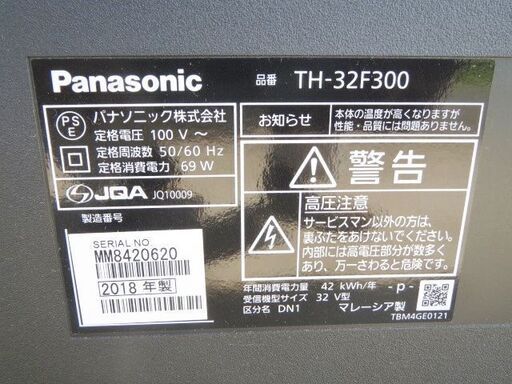 Panasonic 品番 TH-32F300
PS
E
パナソニック株式会社
定格電圧 100 V ～
定格周波数 50/60 Hz
定格消費電力 69 W
JQA JQ10009
製造番号
SERIAL NO
MM8420620
2018 年製
お知らせ
本体の温度が高くなりますが
性能・品質には問題ありません。
警告
高圧注意
サービスマン以外の方は、
裏ぶたをあけないでください。
内部には高電圧部分が数多く
あり、万一さわると危険です。
年間消費電力量 42 kWh/年
受信機型サイズ 32 V型
区分名 DN1
-p-
マレーシア製
TBM4GE0121